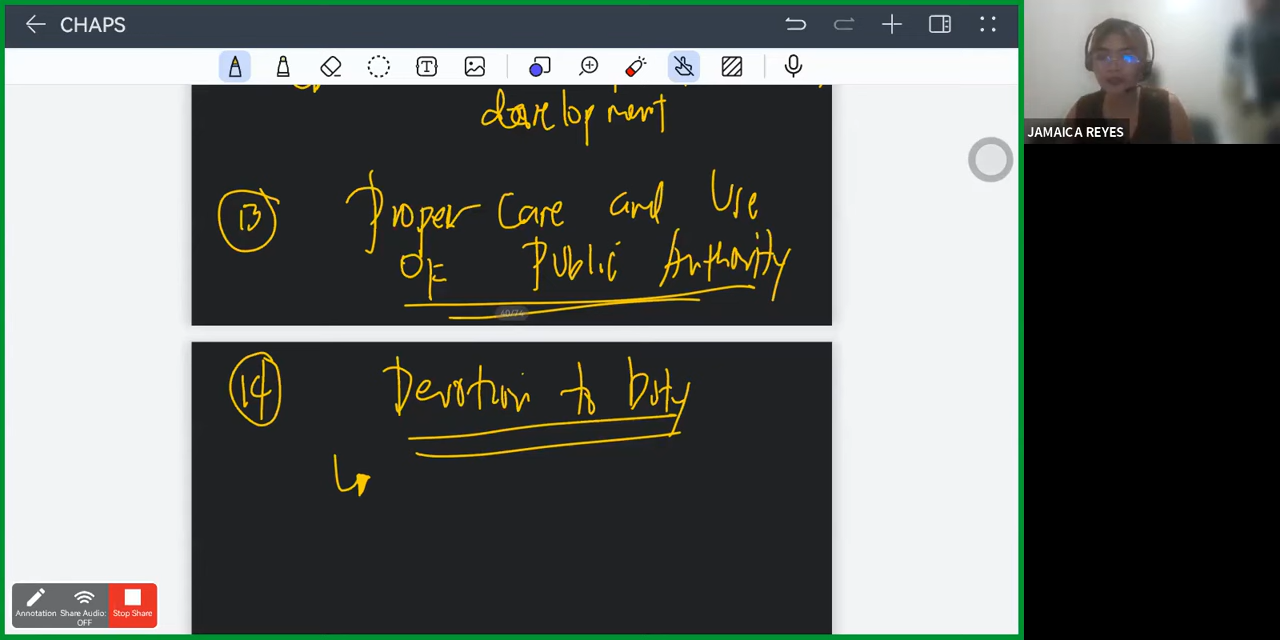 CHAPS
JAMAICA REYES
development
13 Proper Care and Use
OF Public Authority
14 Devotion to Duty
Annotation Share Audio: OFF Stop Share